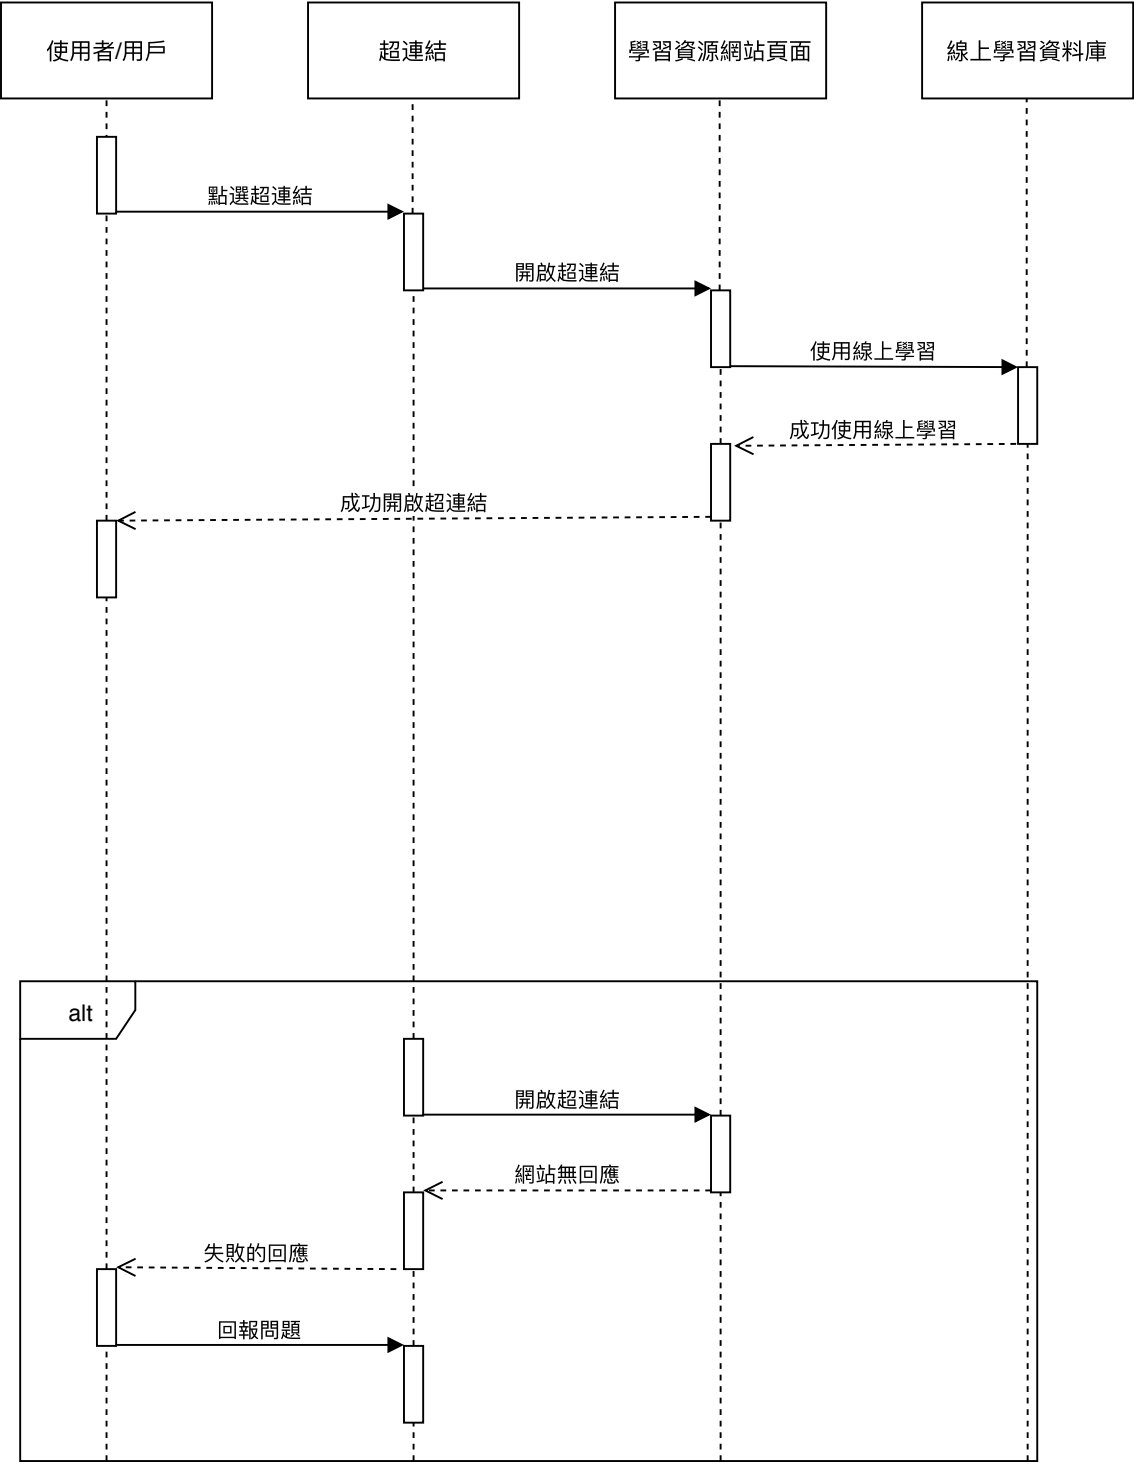 使用者/用戶
超連結
學習資源網站頁面
線上學習資料庫
點選超連結
開啟超連結
使用線上學習
成功使用線上學習
成功開啟超連結
alt
開啟超連結
網站無回應
失敗的回應
回報問題